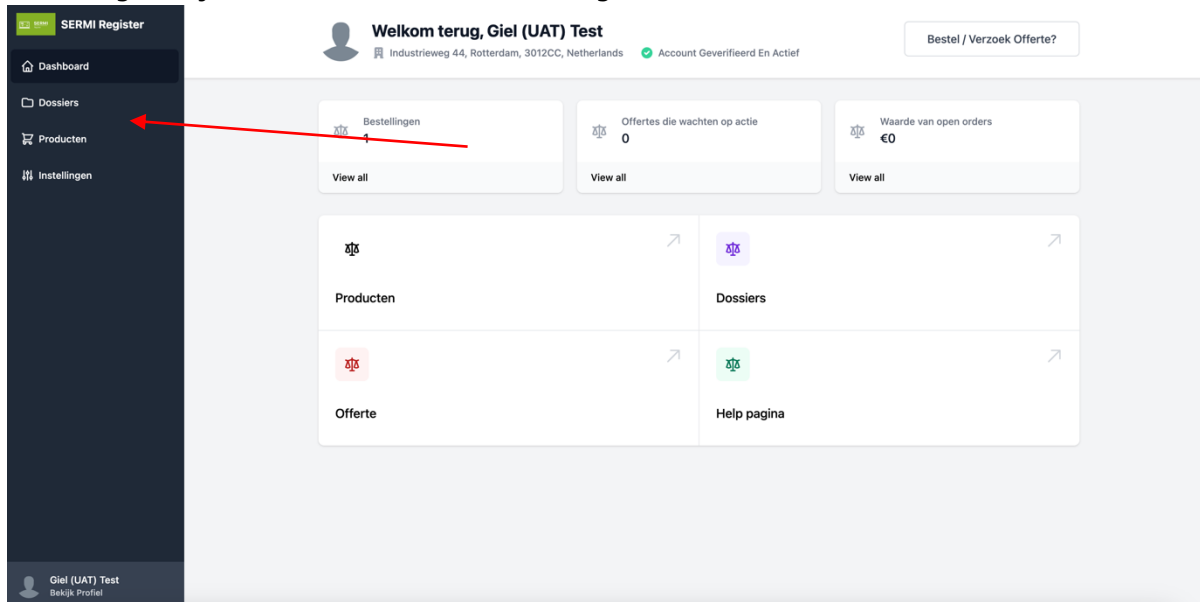 SERMI Register
Dashboard
Dossiers
Producten
Instellingen
Giel (UAT) Test
Bekijk Profiel
Welkom terug, Giel (UAT) Test
Industrieweg 44, Rotterdam, 3012CC, Netherlands
Account Geverifieerd En Actief
Bestel / Verzoek Offerte?
Bestellingen
1
View all
Offertes die wachten op actie
0
View all
Waarde van open orders
€0
View all
Producten
Dossiers
Offerte
Help pagina